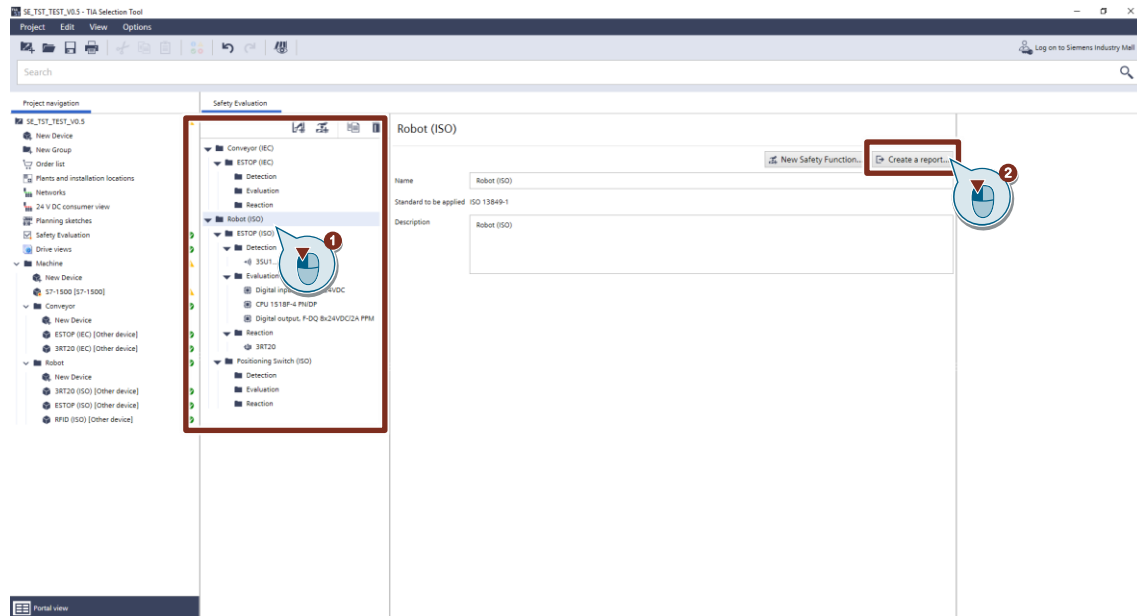 SE_TST_TEST_V0.5 - TIA Selection Tool
Project Edit View Options
Log on to Siemens Industry Mall
Search
Project navigation
SE_TST_TEST_V0.5
New Device
New Group
Order list
Plants and installation locations
Networks
24 V DC consumer view
Planning sketches
Safety Evaluation
Drive views
Machine
New Device
S7-1500 [S7-1500]
Conveyor
New Device
ESTOP (IEC) [Other device]
3RT20 (IEC) [Other device]
Robot
New Device
3RT20 (ISO) [Other device]
ESTOP (ISO) [Other device]
RFID (ISO) [Other device]
Portal view
Safety Evaluation
Conveyor (IEC)
ESTOP (IEC)
Detection
Evaluation
Reaction
Robot (ISO)
ESTOP (ISO)
Detection
3SU1...
Evaluation
Digital inp 4VDC
CPU 1518F-4 PN/DP
Digital output, F-DQ 8x24VDC/2A PPM
Reaction
3RT20
Positioning Switch (ISO)
Detection
Evaluation
Reaction
1
Robot (ISO)
New Safety Function...
Create a report...
2
Name
Robot (ISO)
Standard to be applied ISO 13849-1
Description
Robot (ISO)